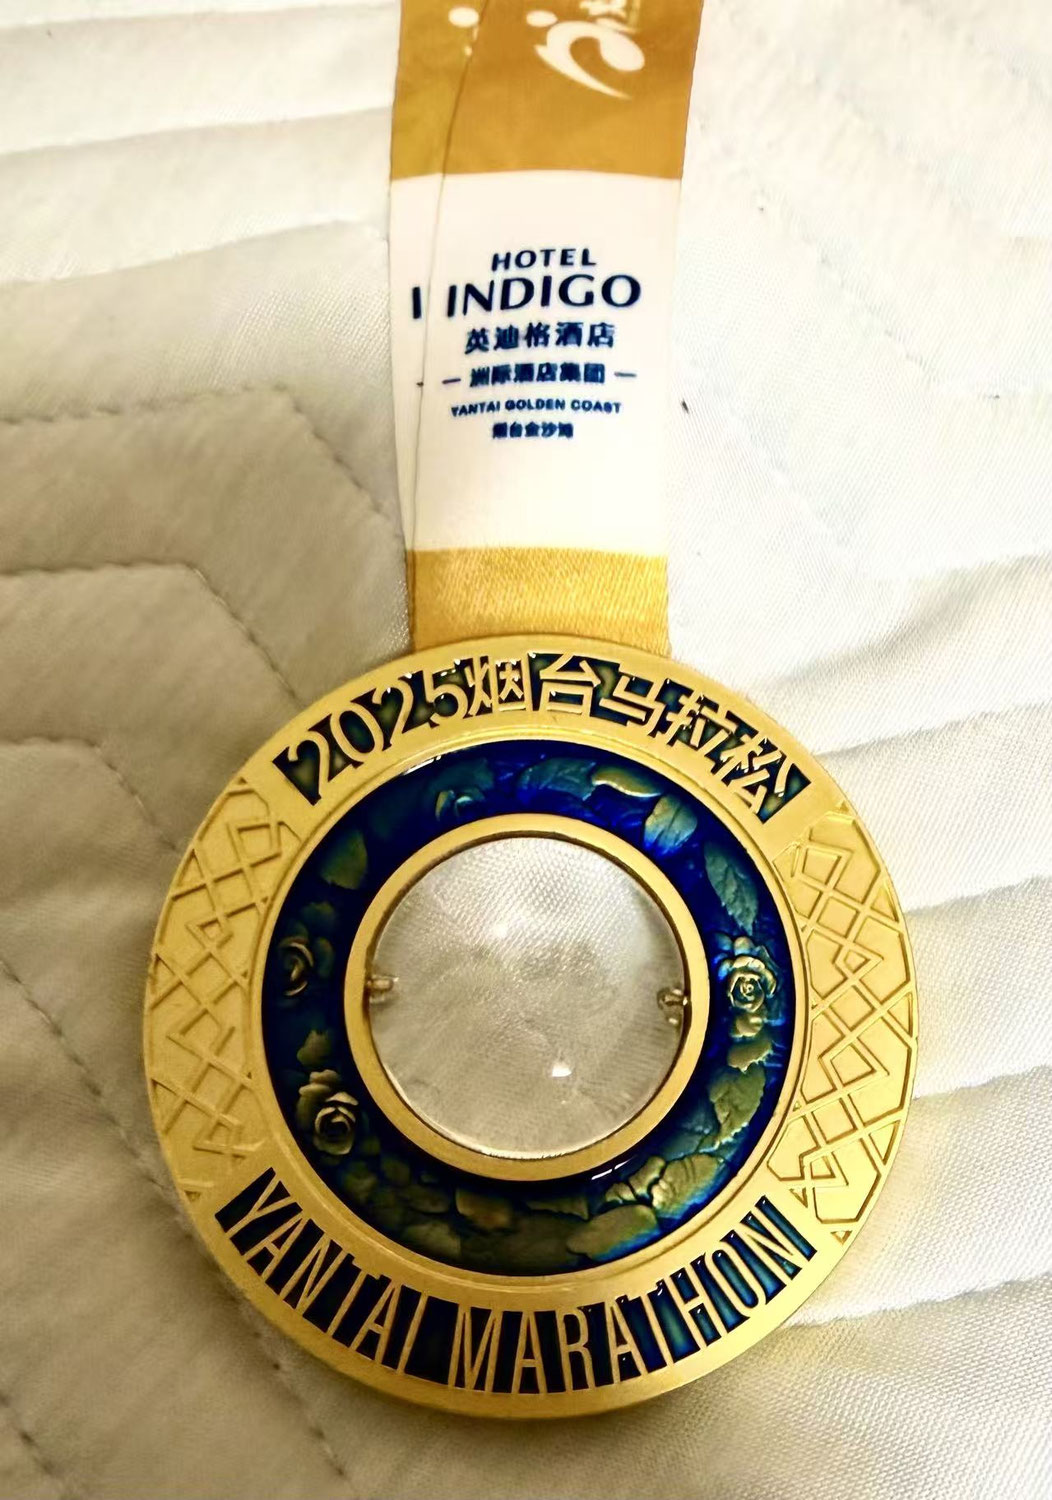 HOTEL
I INDIGO
英迪格酒店
— 洲际酒店集团 —
YANTAI GOLDEN COAST
烟台金沙滩
2025烟台马拉松
YANTAI MARATHON